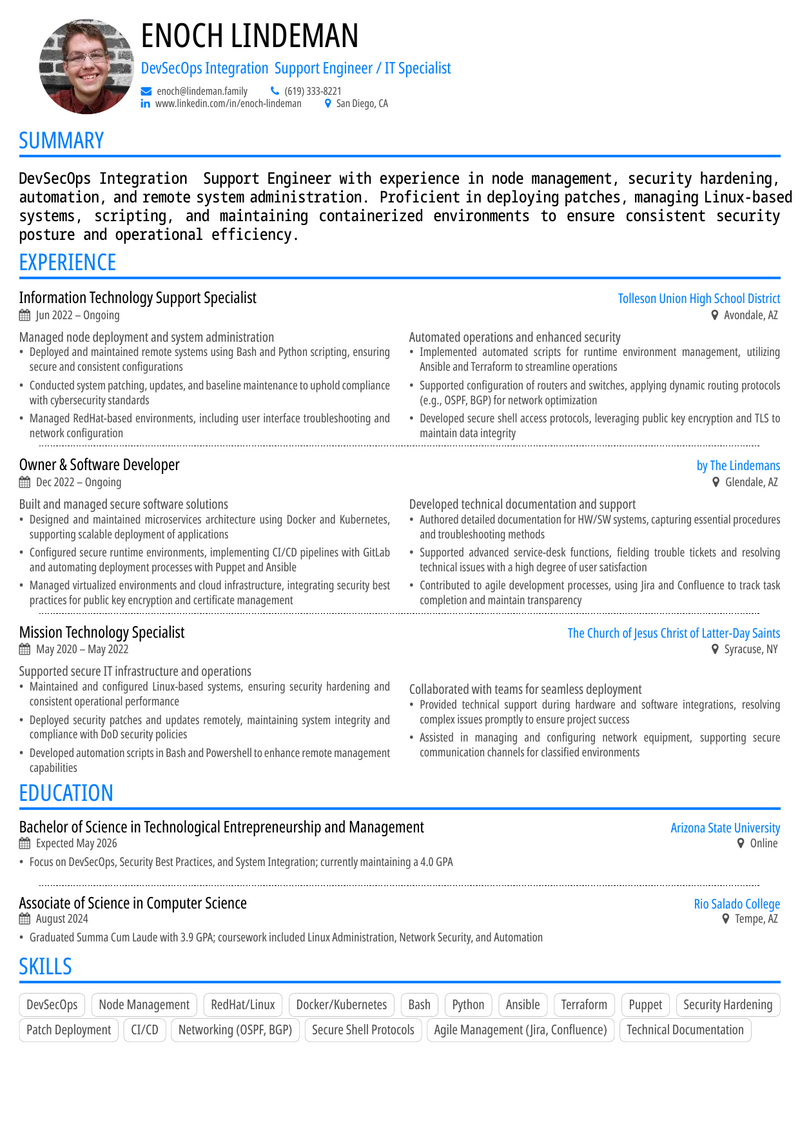 ENOCH LINDEMAN
DevSecOps Integration Support Engineer / IT Specialist
enoch@lindeman.family (619) 333-8221
www.linkedin.com/in/enoch-lindeman San Diego, CA
SUMMARY
DevSecOps Integration Support Engineer with experience in node management, security hardening,
automation, and remote system administration. Proficient in deploying patches, managing Linux-based
systems, scripting, and maintaining containerized environments to ensure consistent security
posture and operational efficiency.
EXPERIENCE
Information Technology Support Specialist Tolleson Union High School District
Jun 2022 – Ongoing Avondale, AZ
Managed node deployment and system administration
• Deployed and maintained remote systems using Bash and Python scripting, ensuring
secure and consistent configurations
• Conducted system patching, updates, and baseline maintenance to uphold compliance
with cybersecurity standards
• Managed RedHat-based environments, including user interface troubleshooting and
network configuration
Automated operations and enhanced security
• Implemented automated scripts for runtime environment management, utilizing
Ansible and Terraform to streamline operations
• Supported configuration of routers and switches, applying dynamic routing protocols
(e.g., OSPF, BGP) for network optimization
• Developed secure shell access protocols, leveraging public key encryption and TLS to
maintain data integrity
Owner & Software Developer by The Lindemans
Dec 2022 – Ongoing Glendale, AZ
Built and managed secure software solutions
• Designed and maintained microservices architecture using Docker and Kubernetes,
supporting scalable deployment of applications
• Configured secure runtime environments, implementing CI/CD pipelines with GitLab
and automating deployment processes with Puppet and Ansible
• Managed virtualized environments and cloud infrastructure, integrating security best
practices for public key encryption and certificate management
Developed technical documentation and support
• Authored detailed documentation for HW/SW systems, capturing essential procedures
and troubleshooting methods
• Supported advanced service-desk functions, fielding trouble tickets and resolving
technical issues with a high degree of user satisfaction
• Contributed to agile development processes, using Jira and Confluence to track task
completion and maintain transparency
Mission Technology Specialist The Church of Jesus Christ of Latter-Day Saints
May 2020 – May 2022 Syracuse, NY
Supported secure IT infrastructure and operations
• Maintained and configured Linux-based systems, ensuring security hardening and
consistent operational performance
• Deployed security patches and updates remotely, maintaining system integrity and
compliance with DoD security policies
• Developed automation scripts in Bash and Powershell to enhance remote management
capabilities
Collaborated with teams for seamless deployment
• Provided technical support during hardware and software integrations, resolving
complex issues promptly to ensure project success
• Assisted in managing and configuring network equipment, supporting secure
communication channels for classified environments
EDUCATION
Bachelor of Science in Technological Entrepreneurship and Management Arizona State University
Expected May 2026 Online
• Focus on DevSecOps, Security Best Practices, and System Integration; currently maintaining a 4.0 GPA
Associate of Science in Computer Science Rio Salado College
August 2024 Tempe, AZ
• Graduated Summa Cum Laude with 3.9 GPA; coursework included Linux Administration, Network Security, and Automation
SKILLS
DevSecOps Node Management RedHat/Linux Docker/Kubernetes Bash Python Ansible Terraform Puppet Security Hardening
Patch Deployment CI/CD Networking (OSPF, BGP) Secure Shell Protocols Agile Management (Jira, Confluence) Technical Documentation